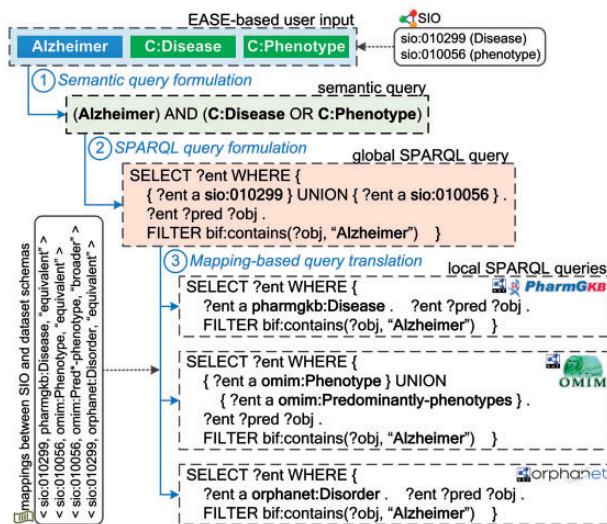 EASE-based user input
SIO
Alzheimer C:Disease C:Phenotype
sio:010299 (Disease)
sio:010056 (phenotype)
1 Semantic query formulation
semantic query
(Alzheimer) AND (C:Disease OR C:Phenotype)
2 SPARQL query formulation
global SPARQL query
SELECT ?ent WHERE {
{ ?ent a sio:010299 } UNION { ?ent a sio:010056 } .
?ent ?pred ?obj .
FILTER bif:contains(?obj, “Alzheimer”) }
3 Mapping-based query translation
local SPARQL queries
mappings between SIO and dataset schemas
< sio:010299, pharmgkb:Disease, “equivalent” >
< sio:010056, omim:Phenotype, “equivalent” >
< sio:010056, omim:Pred*-phenotype, “broader” >
< sio:010299, orphanet:Disorder, “equivalent” >
SELECT ?ent WHERE {
PharmGKB
?ent a pharmgkb:Disease . ?ent ?pred ?obj .
FILTER bif:contains(?obj, “Alzheimer”) }
SELECT ?ent WHERE {
OMIM
{ ?ent a omim:Phenotype } UNION
{ ?ent a omim:Predominantly-phenotypes } .
?ent ?pred ?obj .
FILTER bif:contains(?obj, “Alzheimer”) }
SELECT ?ent WHERE {
orphanet
?ent a orphanet:Disorder . ?ent ?pred ?obj .
FILTER bif:contains(?obj, “Alzheimer”) }